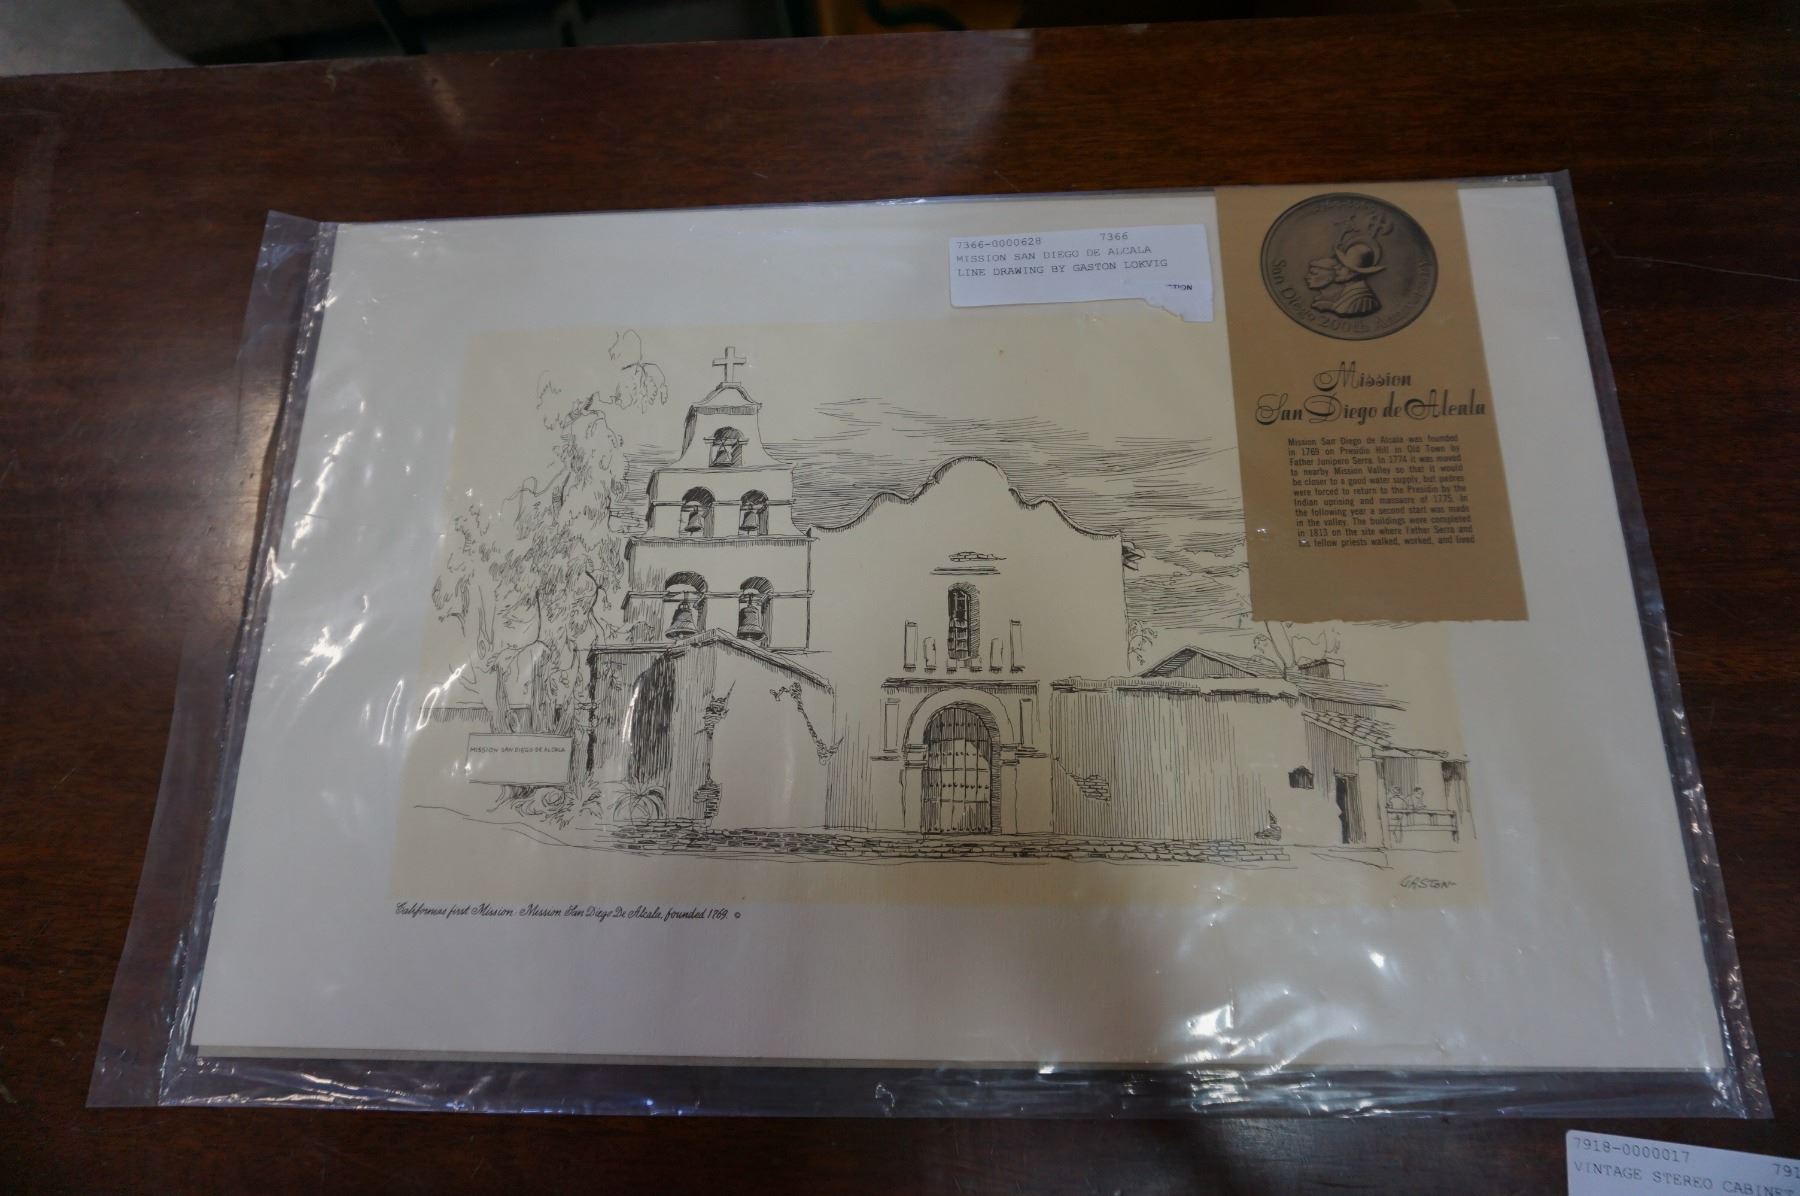 7366-0000628 7366
MISSION SAN DIEGO DE ALCALA
LINE DRAWING BY GASTON LOKVIG
San Diego 200th Anniversary
Mission
San Diego de Alcala
Mission San Diego de Alcala was founded
in 1769 on Presidio Hill in Old Town by
Father Junipero Serra. In 1774 it was moved
to nearby Mission Valley so that it would
be closer to a good water supply, but padres
were forced to return to the Presidio by the
Indian uprising and massacre of 1775. In
the following year a second start was made
in the valley. The buildings were completed
in 1813 on the site where Father Serra and
his fellow priests walked, worked, and lived
MISSION SAN DIEGO DE ALCALA
GASTON
Californias first Mission: Mission San Diego De Alcala, founded 1769. ©
7918-0000017 791
VINTAGE STEREO CABINET